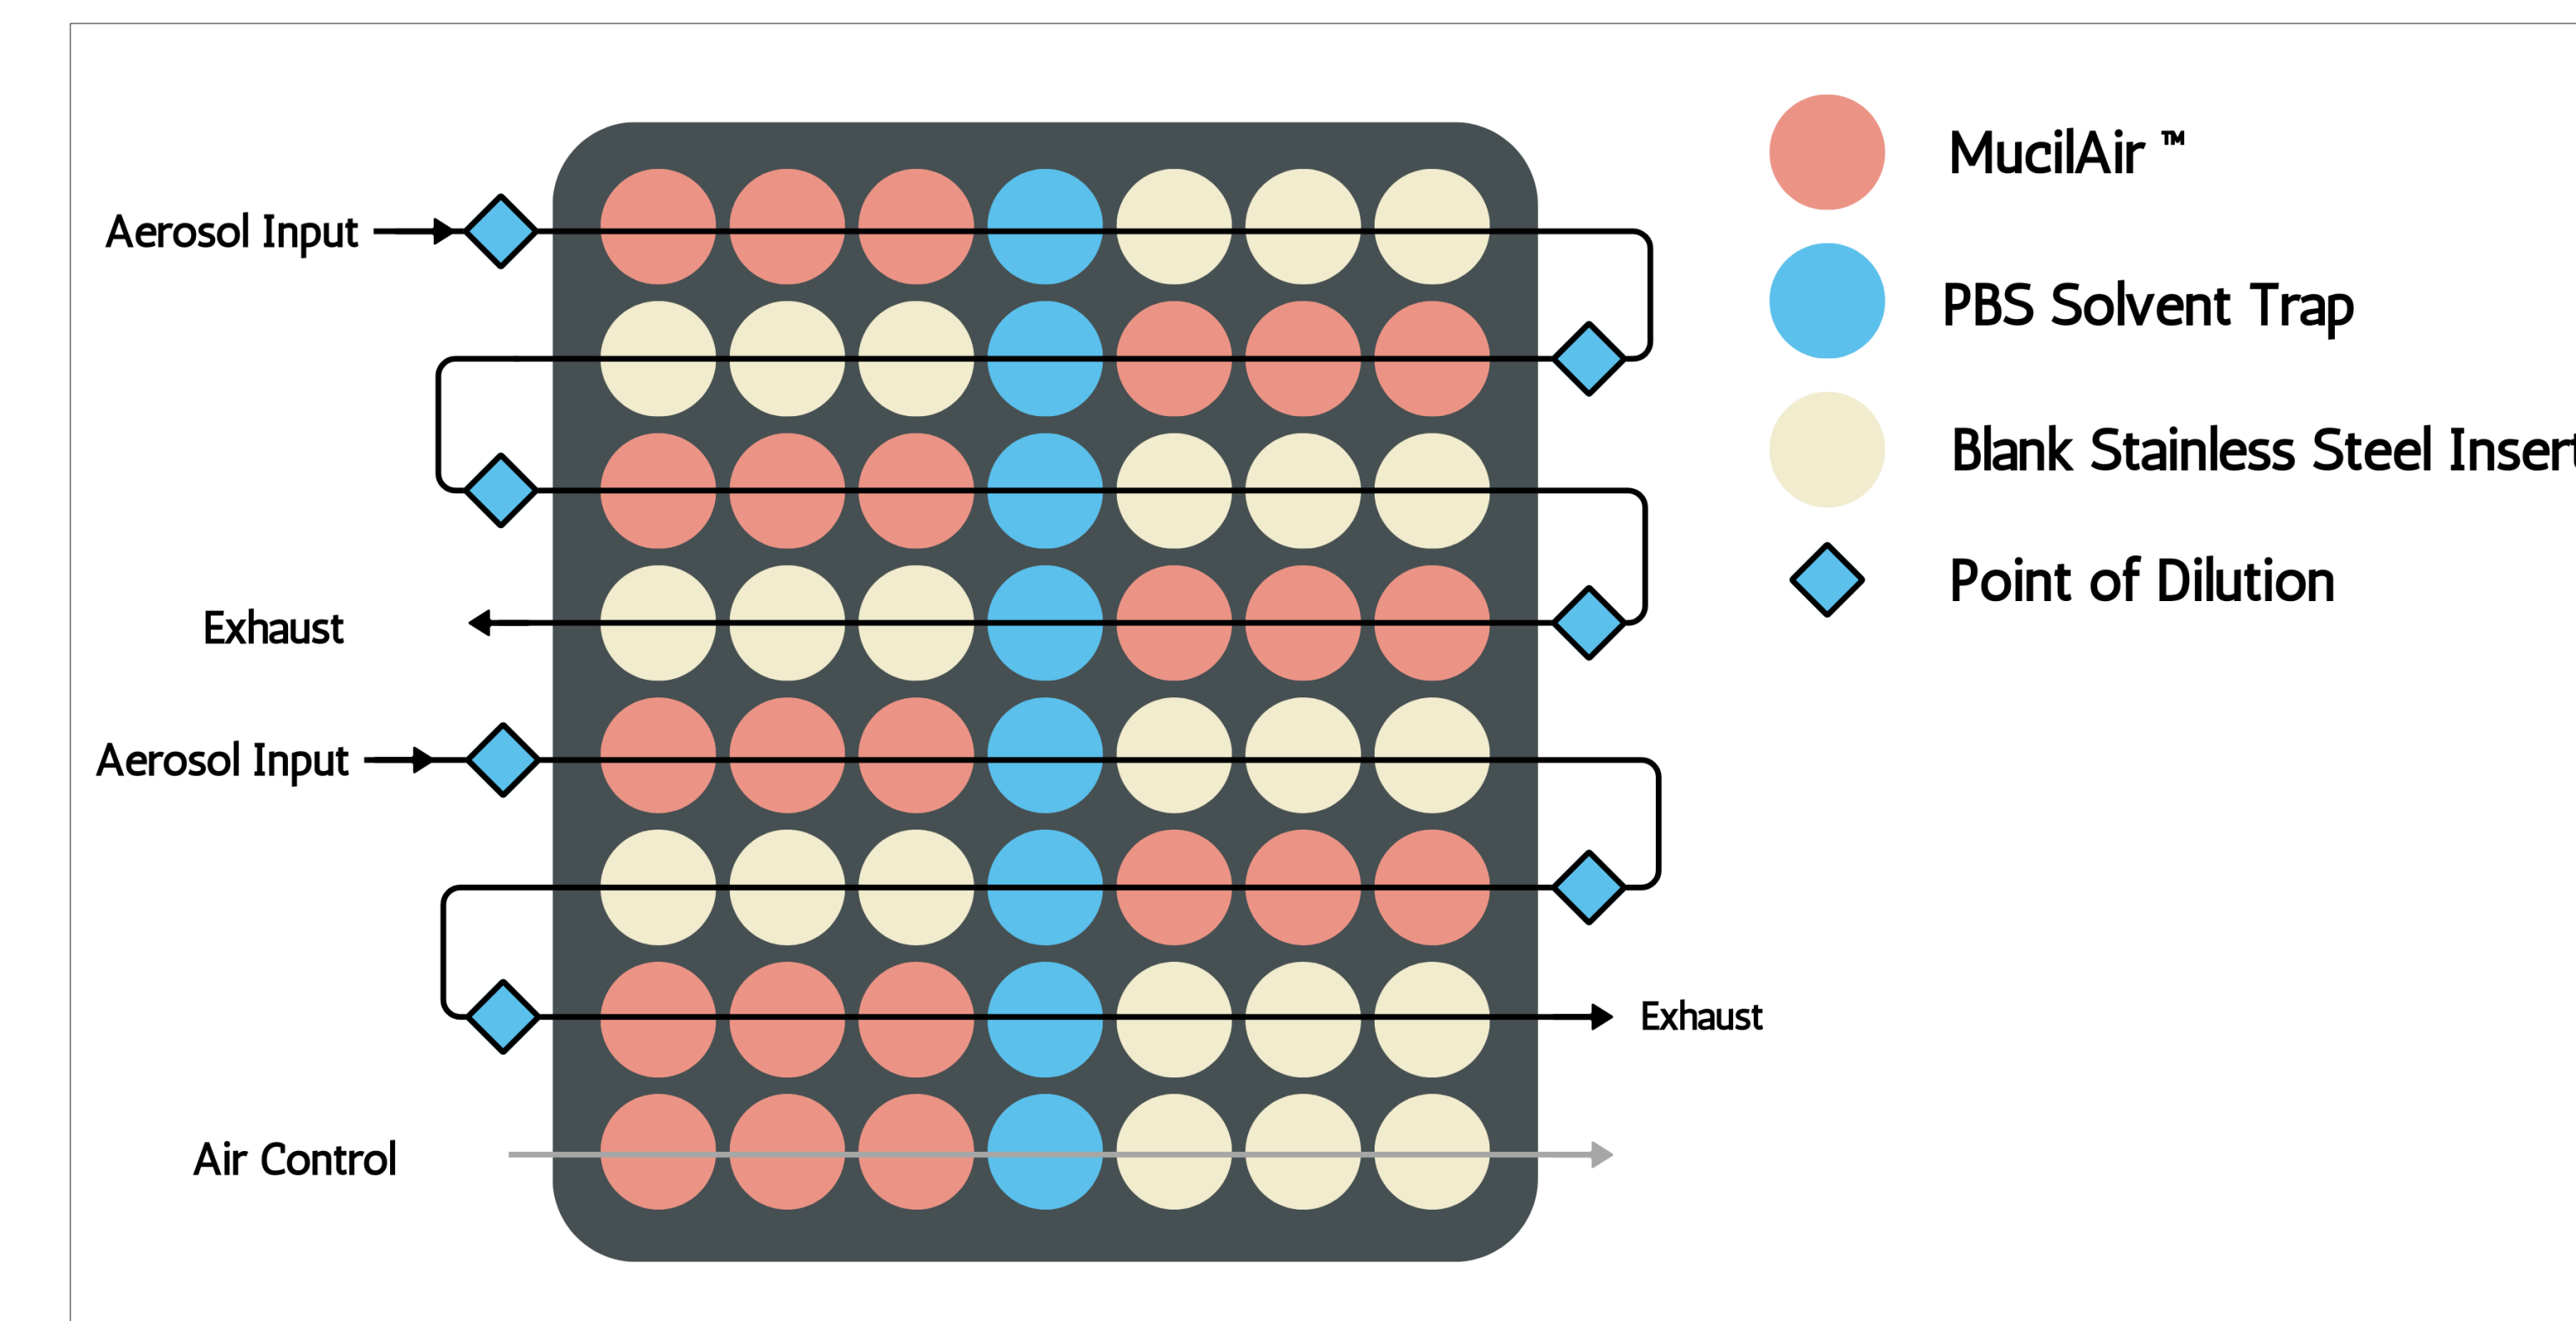 Aerosol Input
MucilAir ™
PBS Solvent Trap
Blank Stainless Steel Insert
Point of Dilution
Exhaust
Aerosol Input
Exhaust
Air Control